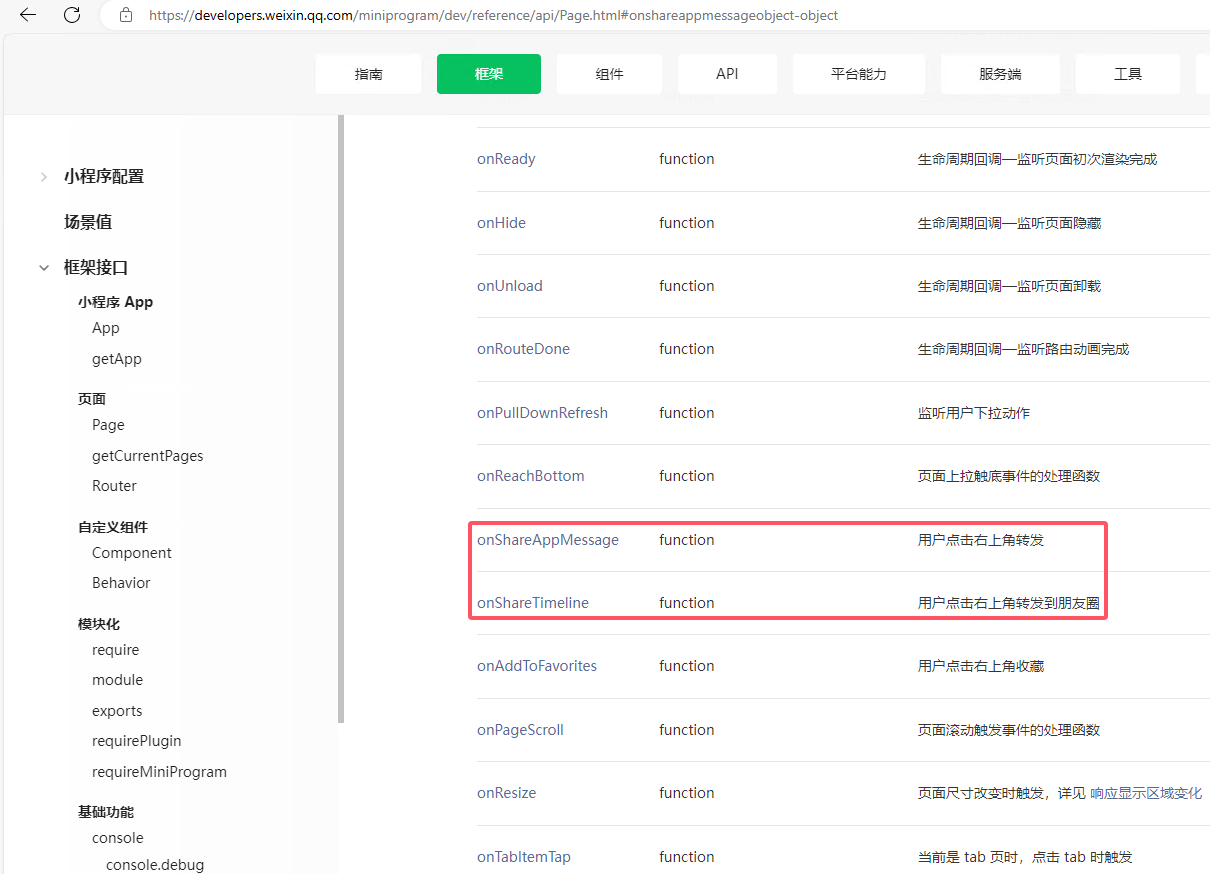 https://developers.weixin.qq.com/miniprogram/dev/reference/api/Page.html#onshareappmessageobject-object
指南 框架 组件 API 平台能力 服务端 工具
小程序配置
场景值
框架接口
小程序 App
App
getApp
页面
Page
getCurrentPages
Router
自定义组件
Component
Behavior
模块化
require
module
exports
requirePlugin
requireMiniProgram
基础功能
console
console.debug
onReady function 生命周期回调—监听页面初次渲染完成
onHide function 生命周期回调—监听页面隐藏
onUnload function 生命周期回调—监听页面卸载
onRouteDone function 生命周期回调—监听路由动画完成
onPullDownRefresh function 监听用户下拉动作
onReachBottom function 页面上拉触底事件的处理函数
onShareAppMessage function 用户点击右上角转发
onShareTimeline function 用户点击右上角转发到朋友圈
onAddToFavorites function 用户点击右上角收藏
onPageScroll function 页面滚动触发事件的处理函数
onResize function 页面尺寸改变时触发，详见 响应显示区域变化
onTabItemTap function 当前是 tab 页时，点击 tab 时触发